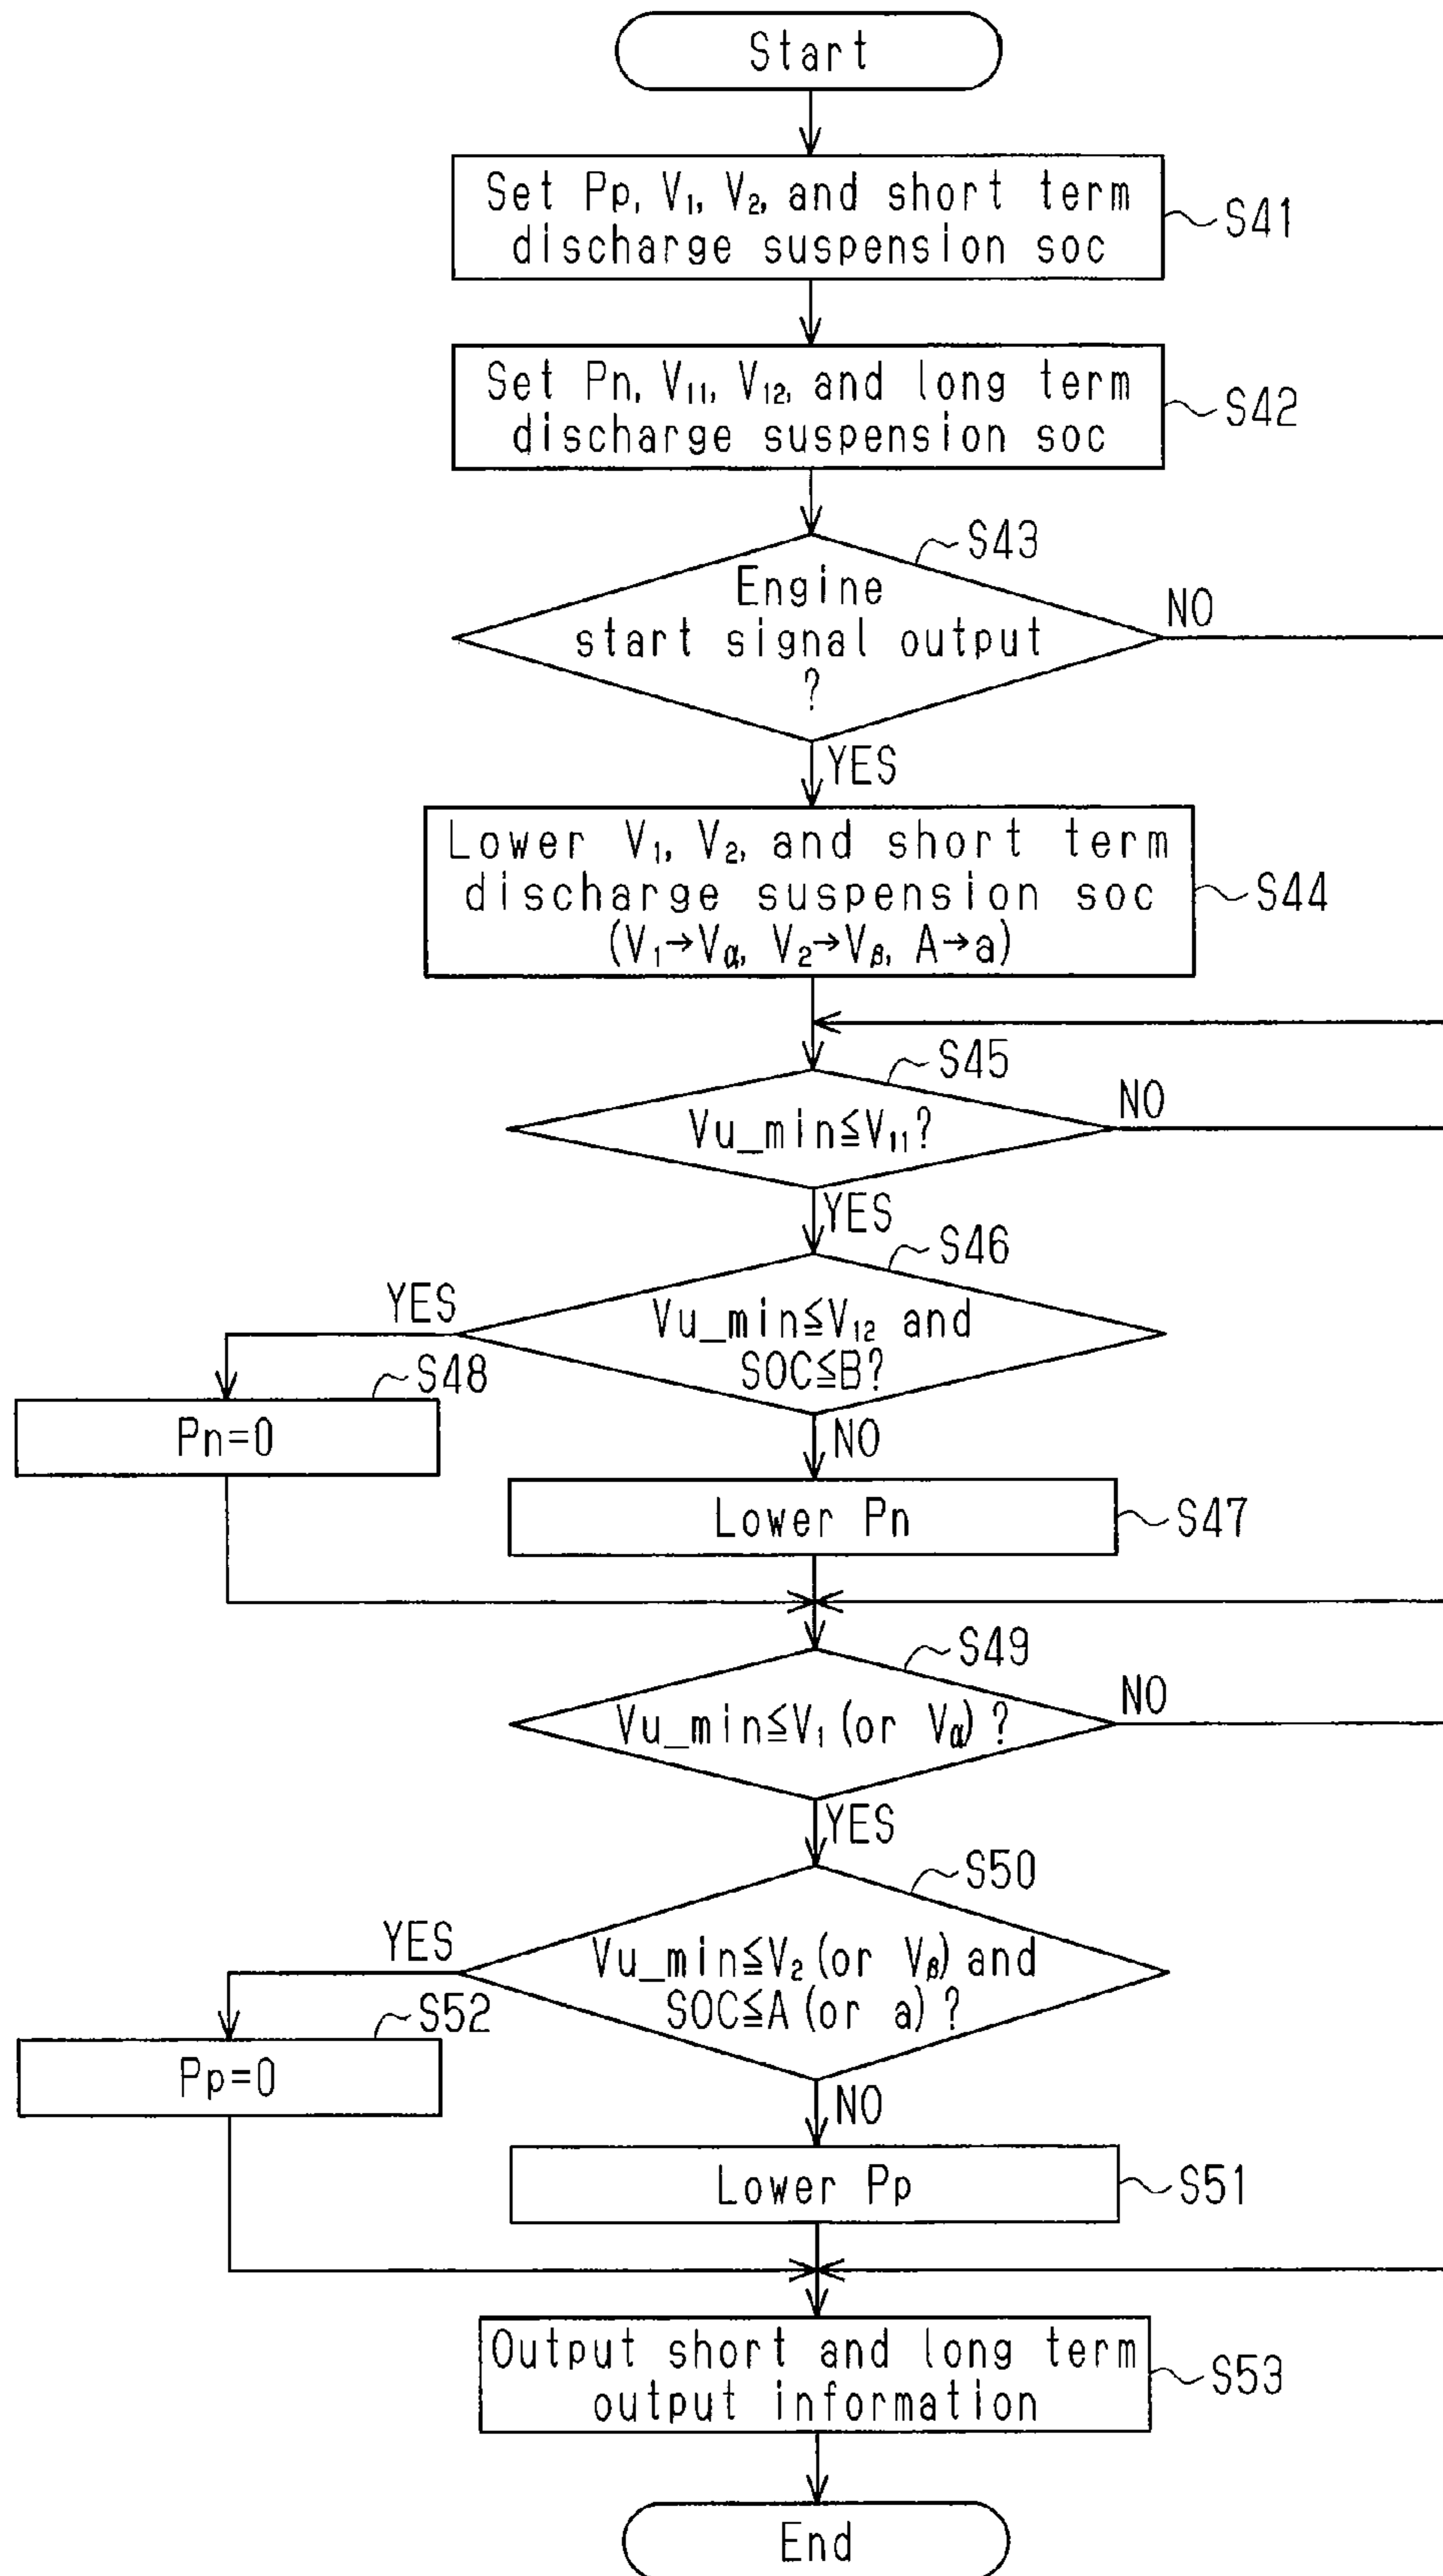 Start
Set Pp, V₁, V₂, and short term
discharge suspension soc
S41
Set Pn, V₁₁, V₁₂, and long term
discharge suspension soc
S42
S43
Engine
start signal output
?
NO
YES
Lower V₁, V₂, and short term
discharge suspension soc
(V₁→Vα, V₂→Vβ, A→a)
S44
S45
Vu_min≦V₁₁?
NO
YES
S46
Vu_min≦V₁₂ and
SOC≦B?
YES
S48
Pn=0
NO
Lower Pn
S47
S49
Vu_min≦V₁ (or Vα) ?
NO
YES
S50
Vu_min≦V₂ (or Vβ) and
SOC≦A (or a) ?
YES
S52
Pp=0
NO
Lower Pp
S51
Output short and long term
output information
S53
End